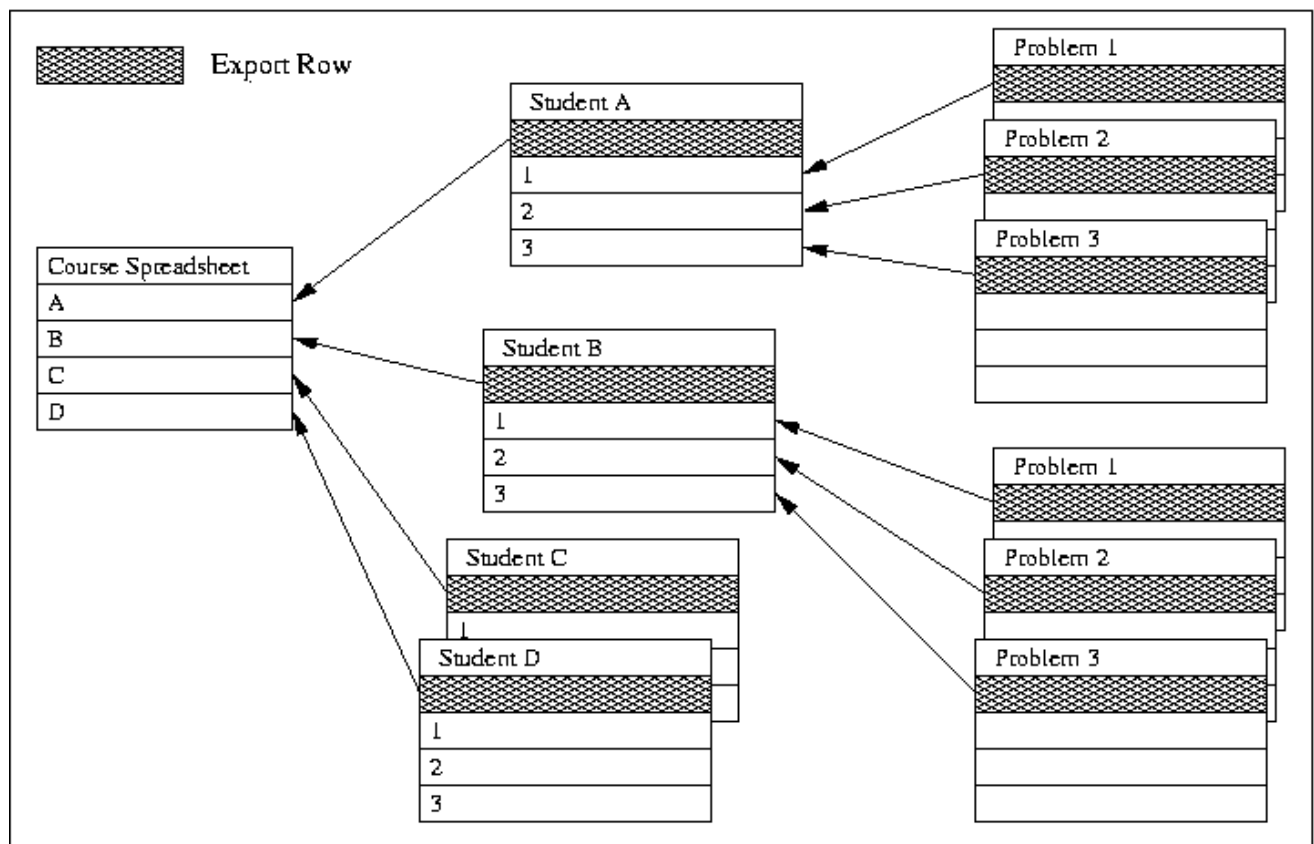 Export Row
Course Spreadsheet
A
B
C
D
Student A
1
2
3
Student B
1
2
3
Student C
1
Student D
1
2
3
Problem 1
Problem 2
Problem 3
Problem 1
Problem 2
Problem 3